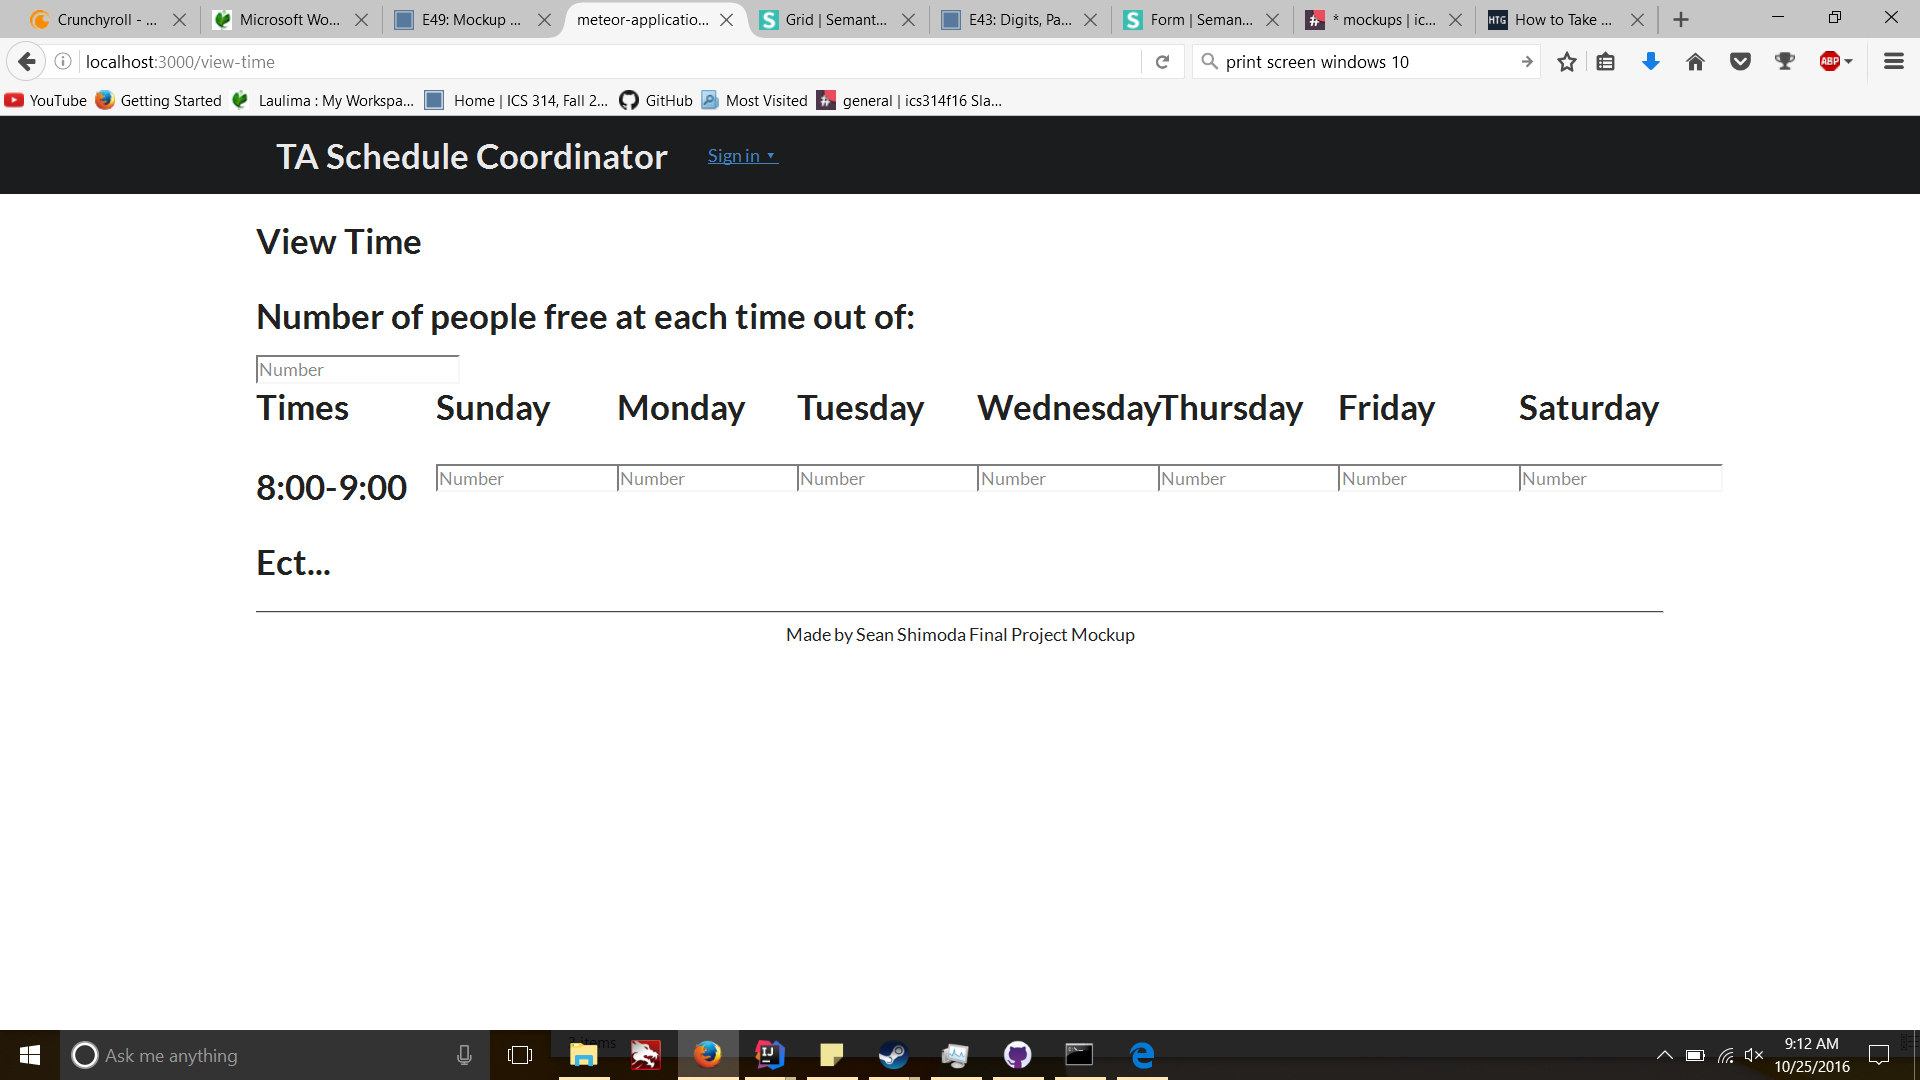 Crunchyroll - ...
Microsoft Wo...
E49: Mockup ...
meteor-applicatio...
Grid | Semant...
E43: Digits, Pa...
Form | Seman...
* mockups | ic...
HTG How to Take ...
localhost:3000/view-time
print screen windows 10
ABP
YouTube
Getting Started
Laulima : My Workspa...
Home | ICS 314, Fall 2...
GitHub
Most Visited
general | ics314f16 Sla...
TA Schedule Coordinator
Sign in ▾
View Time
Number of people free at each time out of:
Number
Times Sunday Monday Tuesday Wednesday Thursday Friday Saturday
8:00-9:00 Number Number Number Number Number Number Number
Ect...
Made by Sean Shimoda Final Project Mockup
Ask me anything
IJ
9:12 AM
10/25/2016